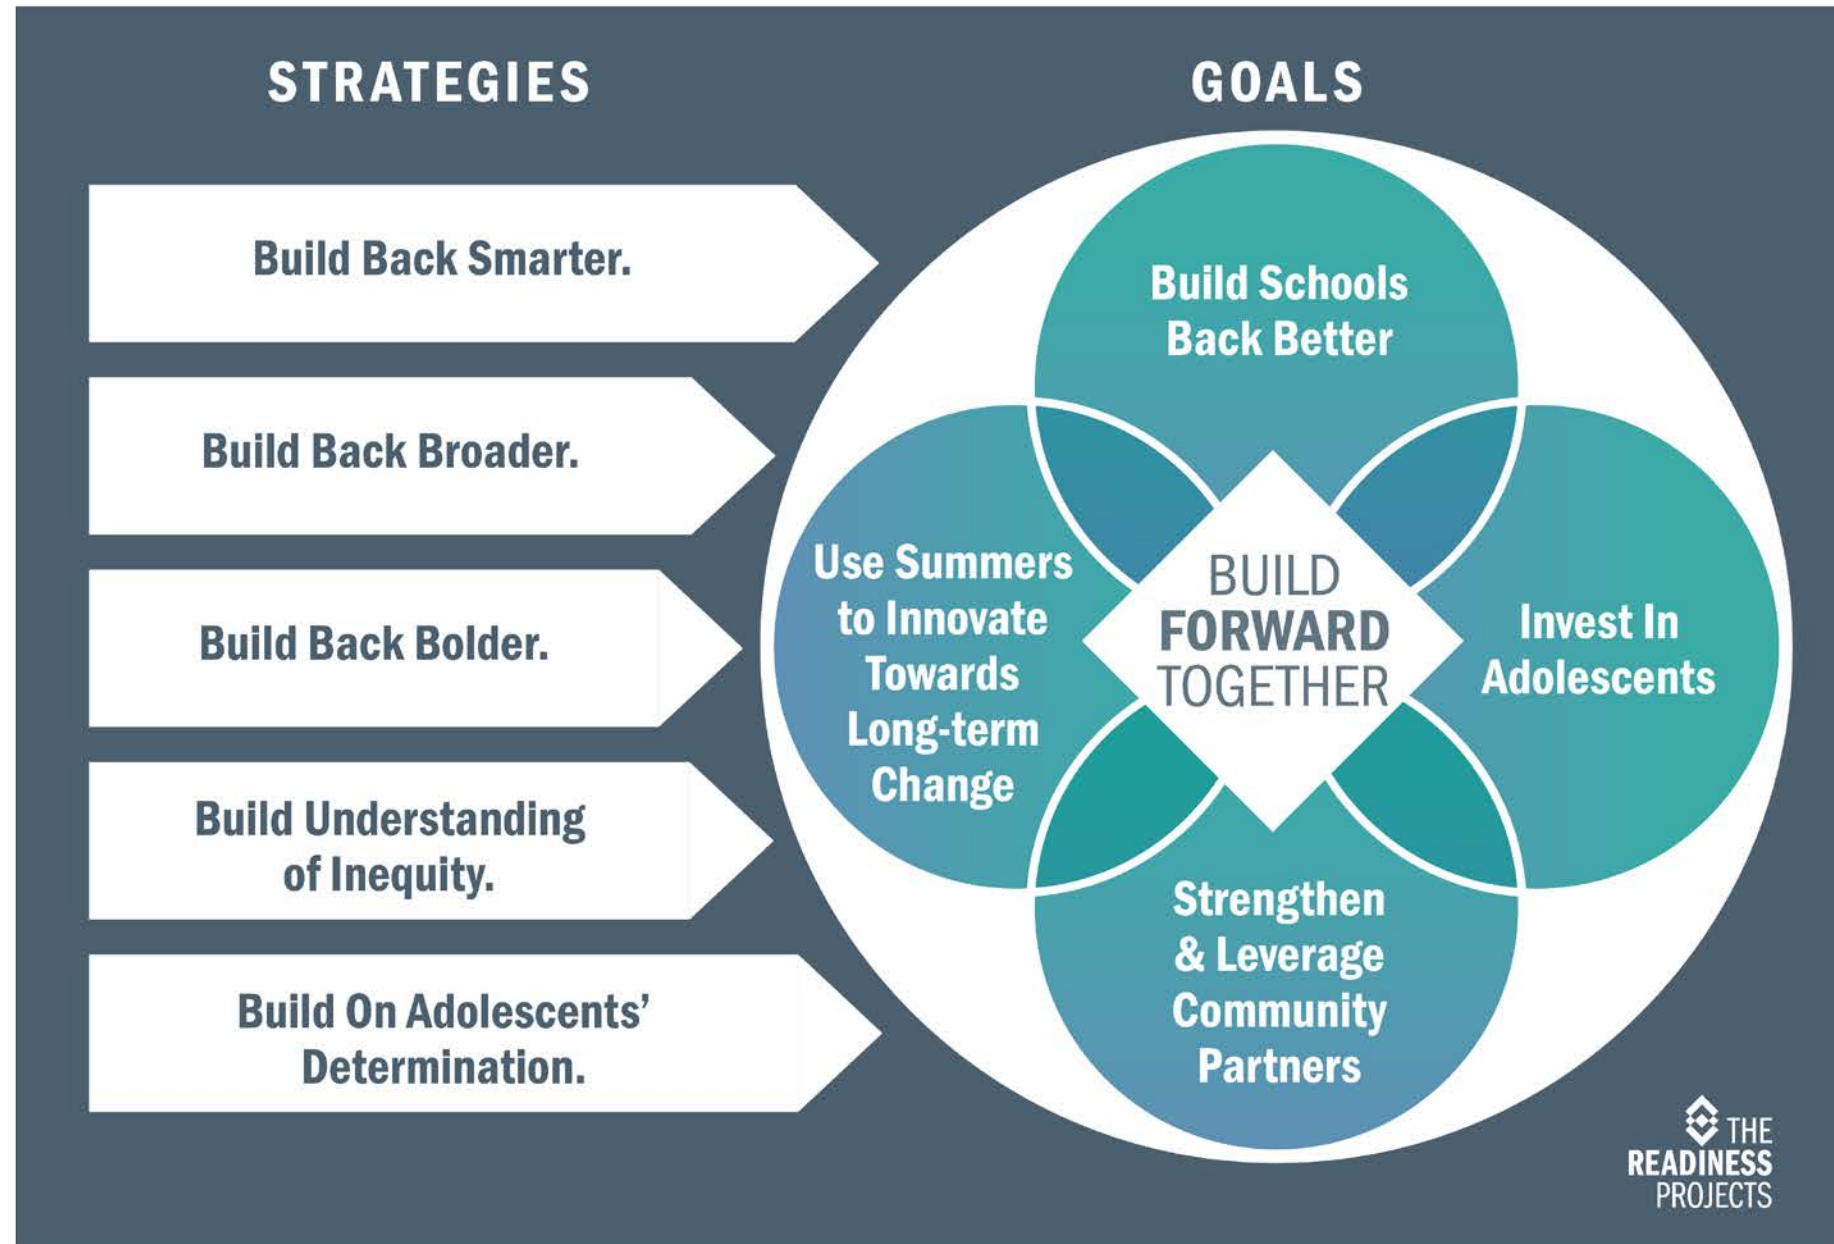 STRATEGIES
Build Back Smarter.
Build Back Broader.
Build Back Bolder.
Build Understanding
of Inequity.
Build On Adolescents’
Determination.
GOALS
Build Schools
Back Better
Use Summers
to Innovate
Towards
Long-term
Change
BUILD
FORWARD
TOGETHER
Invest In
Adolescents
Strengthen
& Leverage
Community
Partners
THE
READINESS
PROJECTS